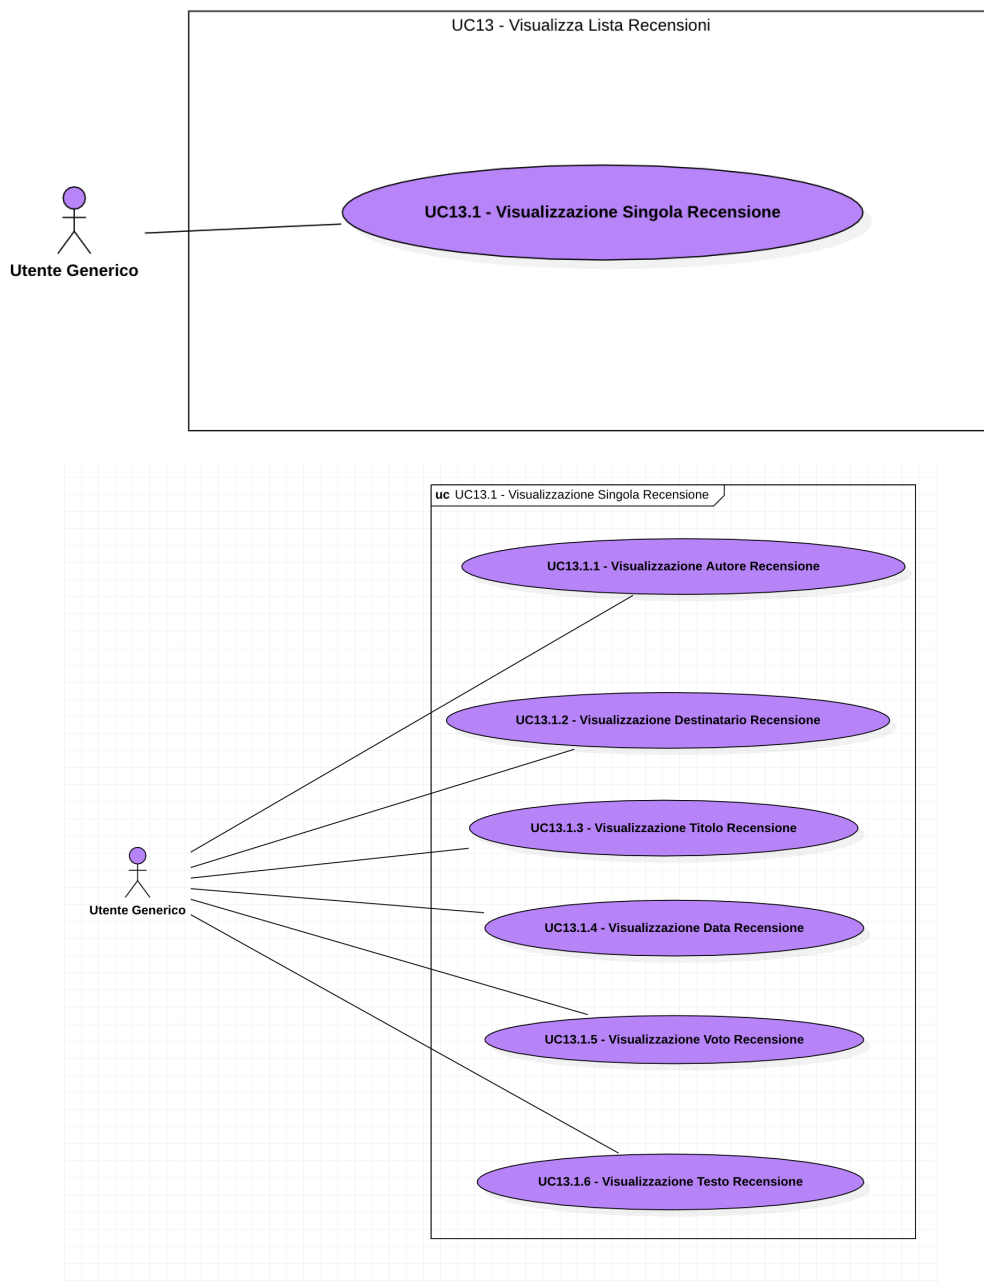 UC13 - Visualizza Lista Recensioni
UC13.1 - Visualizzazione Singola Recensione
Utente Generico
uc UC13.1 - Visualizzazione Singola Recensione
UC13.1.1 - Visualizzazione Autore Recensione
UC13.1.2 - Visualizzazione Destinatario Recensione
UC13.1.3 - Visualizzazione Titolo Recensione
Utente Generico
UC13.1.4 - Visualizzazione Data Recensione
UC13.1.5 - Visualizzazione Voto Recensione
UC13.1.6 - Visualizzazione Testo Recensione